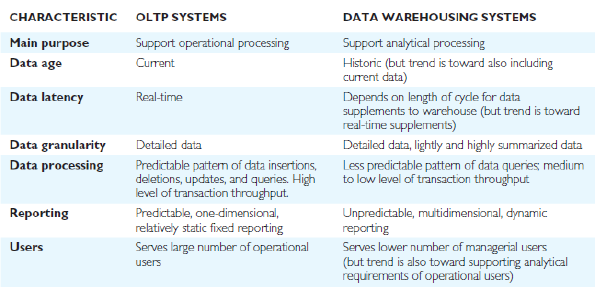 CHARACTERISTIC OLTP SYSTEMS DATA WAREHOUSING SYSTEMS
Main purpose Support operational processing Support analytical processing
Data age Current Historic (but trend is toward also including
current data)
Data latency Real-time Depends on length of cycle for data
supplements to warehouse (but trend is toward
real-time supplements)
Data granularity Detailed data Detailed data, lightly and highly summarized data
Data processing Predictable pattern of data insertions, Less predictable pattern of data queries; medium
deletions, updates, and queries. High to low level of transaction throughput
level of transaction throughput.
Reporting Predictable, one-dimensional, Unpredictable, multidimensional, dynamic
relatively static fixed reporting reporting
Users Serves large number of operational Serves lower number of managerial users
users (but trend is also toward supporting analytical
requirements of operational users)